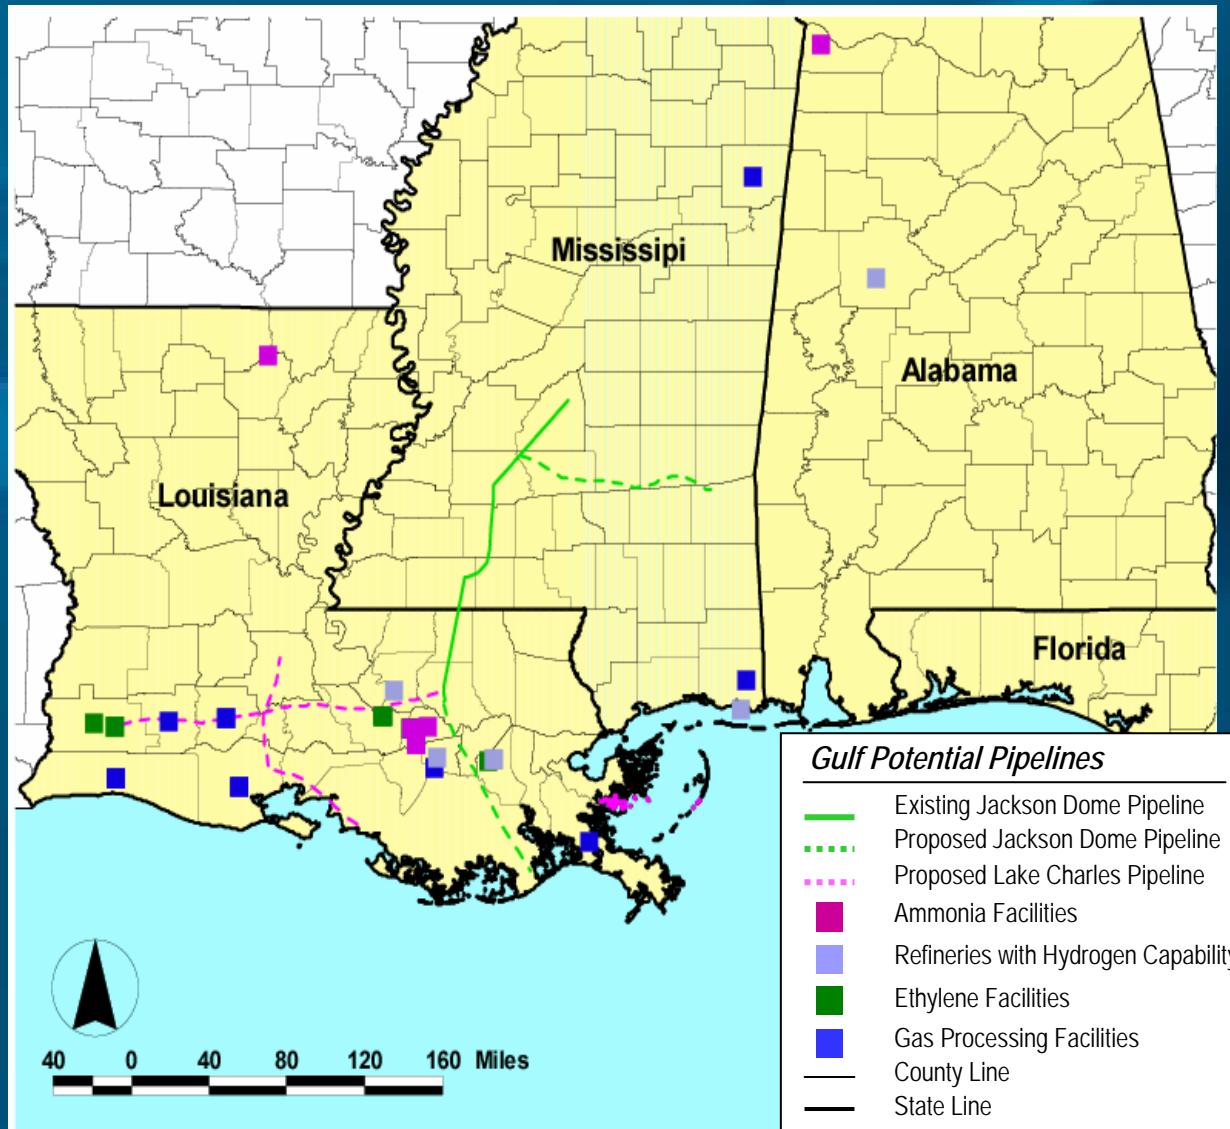 Mississipi
Alabama
Louisiana
Florida
Gulf Potential Pipelines
Existing Jackson Dome Pipeline
Proposed Jackson Dome Pipeline
Proposed Lake Charles Pipeline
Ammonia Facilities
Refineries with Hydrogen Capability
Ethylene Facilities
Gas Processing Facilities
County Line
State Line
40 0 40 80 120 160 Miles